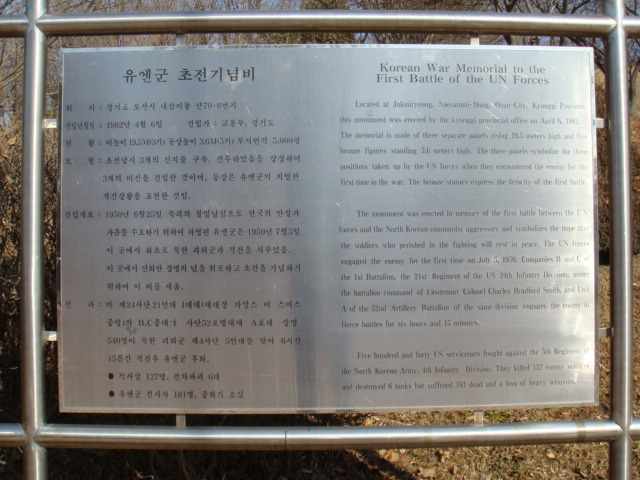 유엔군 초전기념비
위 치 : 경기도 오산시 내삼미동 산70-6번지
건립년월일 : 1982년 4월 6일 건립자 : 교통부, 경기도
현 황 : 비높이 19.5M(3기) 동상높이 3.6M(5기) 부지면적 5,000평
모 형 : 초전당시 3개의 진지를 구축, 전투하였음을 상징하여
3개의 비신을 건립한 것이며, 동상은 유엔군의 치열한
격전상황을 표현한 것임.
건립개요 : 1950년 6월25일 북괴의 불법남침으로 한국의 안정과
자유를 수호하기 위하여 파병된 유엔군은 1950년 7월5일
이 곳에서 최초로 북한 괴뢰군과 격전을 치루었음.
이 곳에서 산화한 장병의 넋을 위로하고 초전을 기념하기
위하여 이 비를 세움.
전 과 : 미 제24사단 21연대 1대대(대대장 챠알스 비 스미스
중령)의 B.C중대와 사단52포병대대 A포대 장병
540명이 북한 괴뢰군 제4사단 5연대를 맞아 6시간
15분간 격전후 유엔군 후퇴.
● 적사살 127명, 전차파괴 6대
● 유엔군 전사자 181명, 중화기 소실
Korean War Memorial to the
First Battle of the UN Forces
Located at Jukmiryeong, Naesammi-Dong, Osan-City, Kyonggi Province,
this monument was erected by the kyonggi provincial office on April 6, 1982.
The memorial is made of three separate panels rising 19.5 meters high and five
bronze figures standing 3.6 meters high. The three panels symbolize the three
positions taken up by the UN forces when they encountered the enemy for the
first time in the war. The bronze statues express the ferocity of the first battle.
The monument was erected in memory of the first battle between the UN
forces and the North Korean communist aggressors and symbolizes the hope that
the soldiers who perished in the fighting will rest in peace. The UN forces
engaged the enemy for the first time on July 5, 1950. Companies B and C of
the 1st Battalion, the 21st Regiment of the US 24th Infantry Division, under
the battalion command of Lieutenant Colonel Charles Bradford Smith, and Unit
A of the 52nd Artillery Battalion of the same division engaged the enemy in
fierce battles for six hours and 15 minutes.
Five hundred and forty US servicemen fought against the 5th Regiment of
the North Korean Army, 4th Infantry Division. They killed 127 enemy soldiers
and destroyed 6 tanks but suffered 181 dead and a loss of heavy weapons.